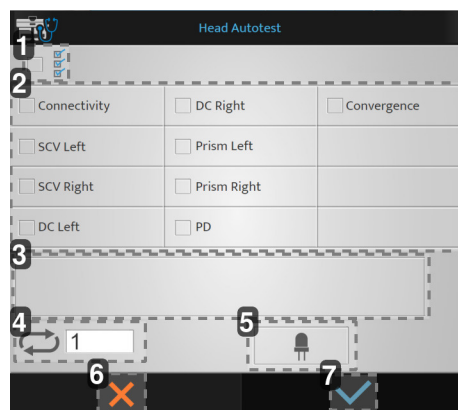 Head Autotest
1
2
Connectivity DC Right Convergence
SCV Left Prism Left
SCV Right Prism Right
DC Left PD
3
4 1 5
6 7